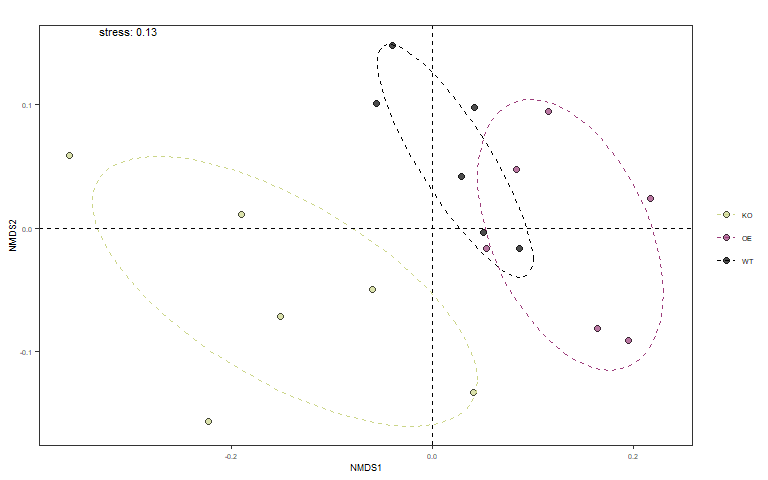 stress: 0.13
0.1
0.0
-0.1
NMDS2
-0.2
0.0
0.2
NMDS1
KO
OE
WT